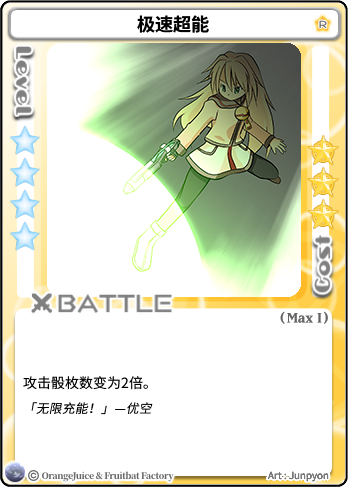 极速超能
R
Level
Cost
BATTLE
(Max 1)
攻击骰枚数变为2倍。
「无限充能！」—优空
© OrangeJuice & Fruitbat Factory
Art: Junpyon